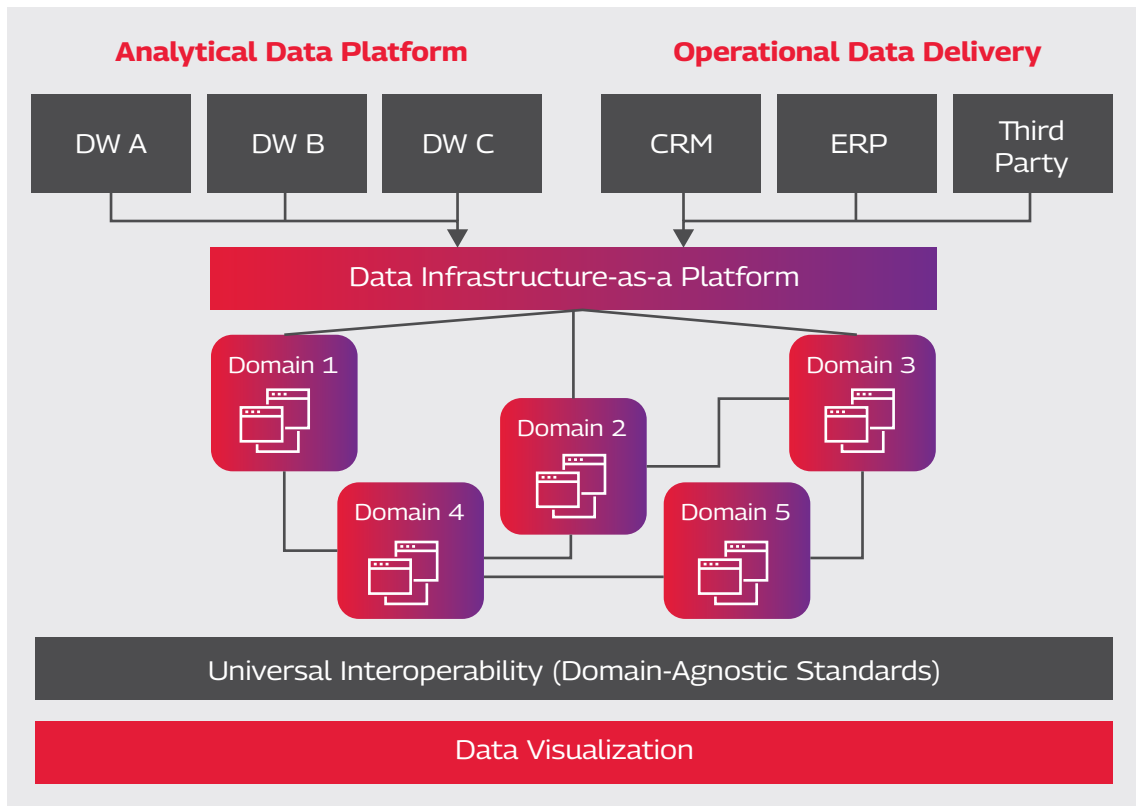 Analytical Data Platform
Operational Data Delivery
DW A
DW B
DW C
CRM
ERP
Third
Party
Data Infrastructure-as-a Platform
Domain 1
Domain 2
Domain 3
Domain 4
Domain 5
Universal Interoperability (Domain-Agnostic Standards)
Data Visualization